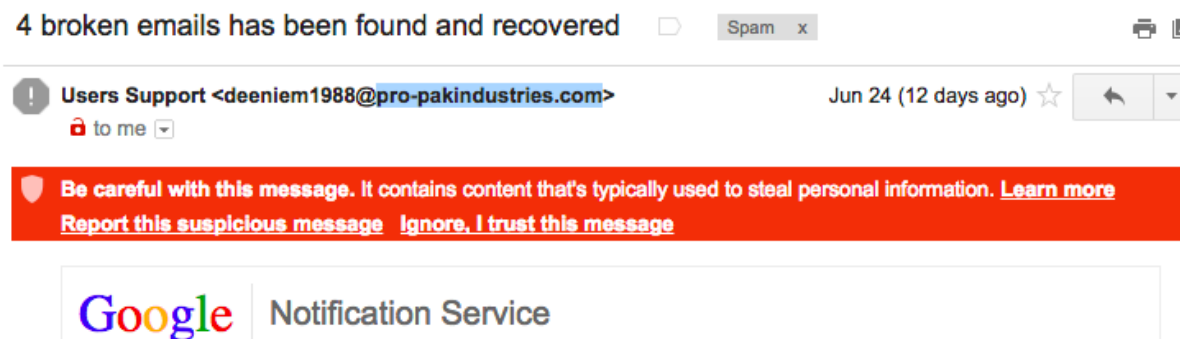 4 broken emails has been found and recovered Spam x
Users Support <deeniem1988@pro-pakindustries.com> Jun 24 (12 days ago)
to me
Be careful with this message. It contains content that's typically used to steal personal information. Learn more
Report this suspicious message Ignore, I trust this message
Google Notification Service